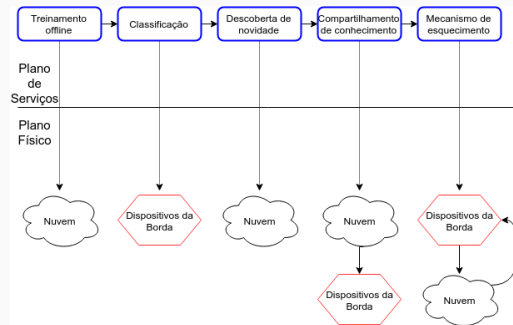 Treinamento
offline
Classificação
Descoberta de
novidade
Compartilhamento
de conhecimento
Mecanismo de
esquecimento
Plano
de
Serviços
Plano
Físico
Nuvem
Dispositivos da
Borda
Nuvem
Nuvem
Dispositivos da
Borda
Dispositivos da
Borda
Nuvem